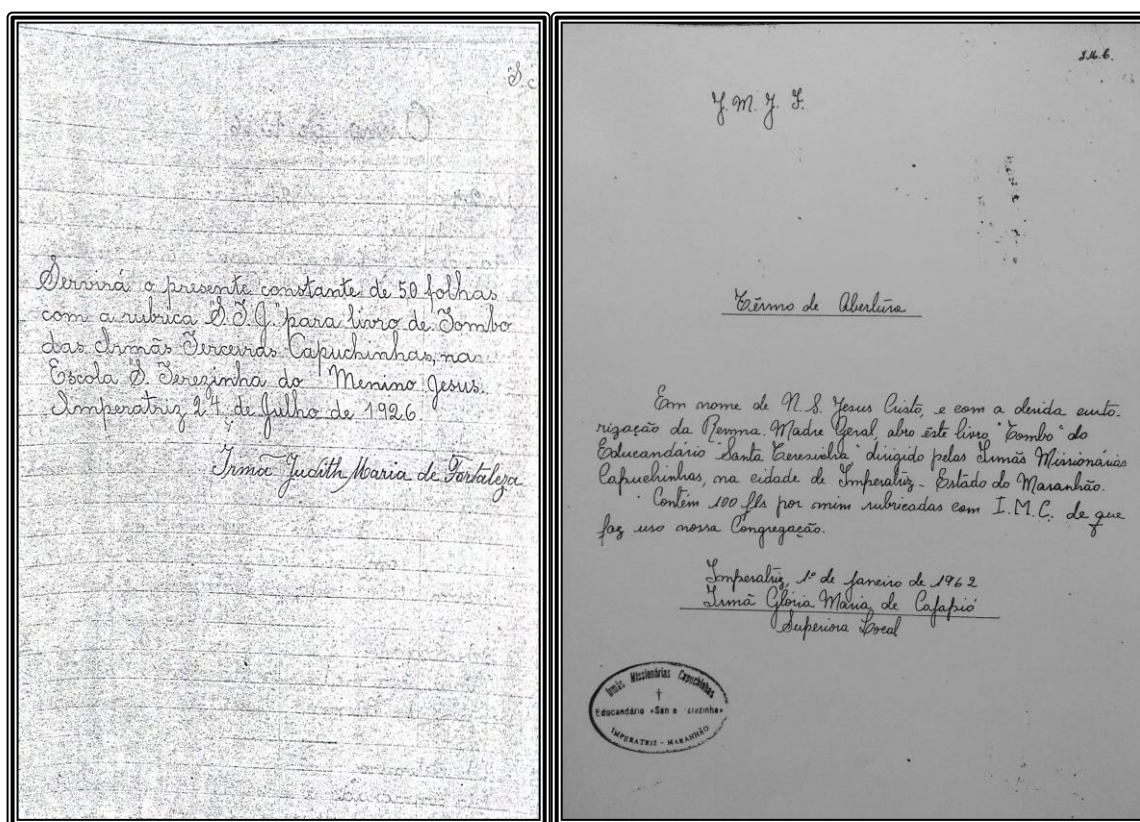 S. c
Servirá o presente constante de 50 folhas
com a rubrica "S.T.J." para livro de Tombo
das Irmãs Terceiras Capuchinhas, na
Escola S. Terezinha do Menino Jesus.
Imperatriz 24 de Julho de 1926
Irmã Judith Maria de Fortaleza
I.M.C.
J. M. J. F.
Têrmo de Abertura
Em nome de N. S. Jesus Cristo, e com a devida auto-
rização da Revma. Madre Geral, abro êste livro "Tombo" do
Educandário "Santa Teresinha" dirigido pelas Irmãs Missionárias
Capuchinhas, na cidade de Imperatriz - Estado do Maranhão.
Contém 100 fls por mim rubricadas com I.M.C. de que
faz uso nossa Congregação.
Imperatriz, 1º de janeiro de 1962
Irmã Glória Maria de Cajapió
Superiora Local
Irmãs Missionárias Capuchinhas
Educandário «San a erezinha»
IMPERATRIZ - MARANHÃO